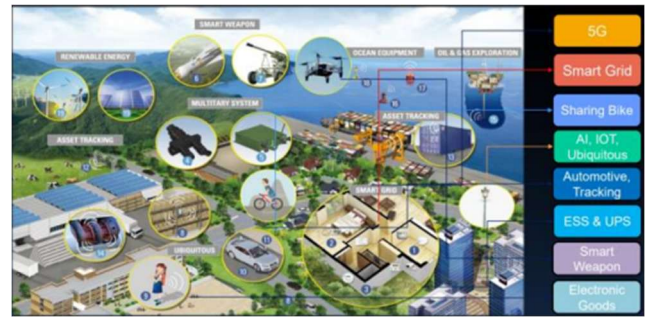 SMART WEAPON
RENEWABLE ENERGY
OCEAN EQUIPMENT
OIL & GAS EXPLORATION
MULTITARY SYSTEM
ASSET TRACKING
ASSET TRACKING
SMART GRID
UBIQUITOUS
5G
Smart Grid
Sharing Bike
AI, IOT,
Ubiquitous
Automotive,
Tracking
ESS & UPS
Smart
Weapon
Electronic
Goods